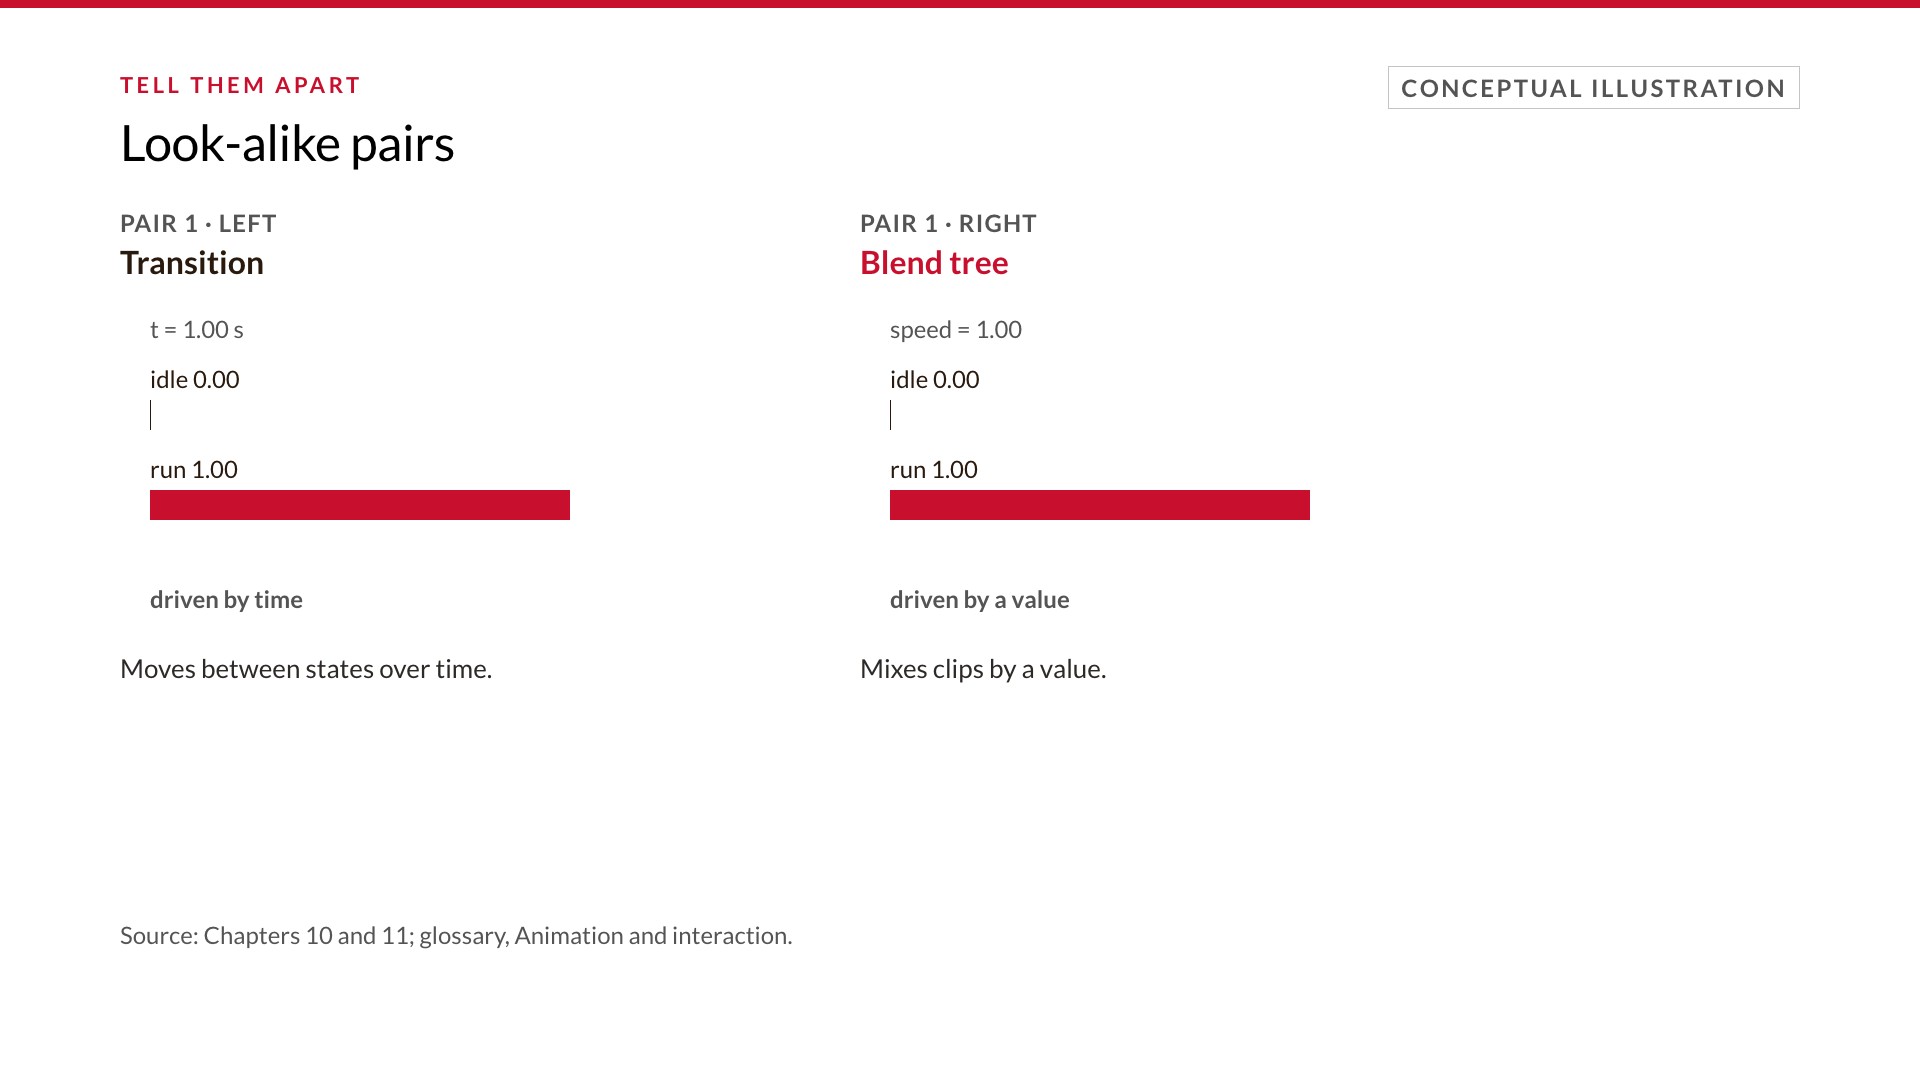 TELL THEM APART
CONCEPTUAL ILLUSTRATION
Look-alike pairs
PAIR 1 · LEFT
Transition
t = 1.00 s
idle 0.00
run 1.00
driven by time
Moves between states over time.
PAIR 1 · RIGHT
Blend tree
speed = 1.00
idle 0.00
run 1.00
driven by a value
Mixes clips by a value.
Source: Chapters 10 and 11; glossary, Animation and interaction.